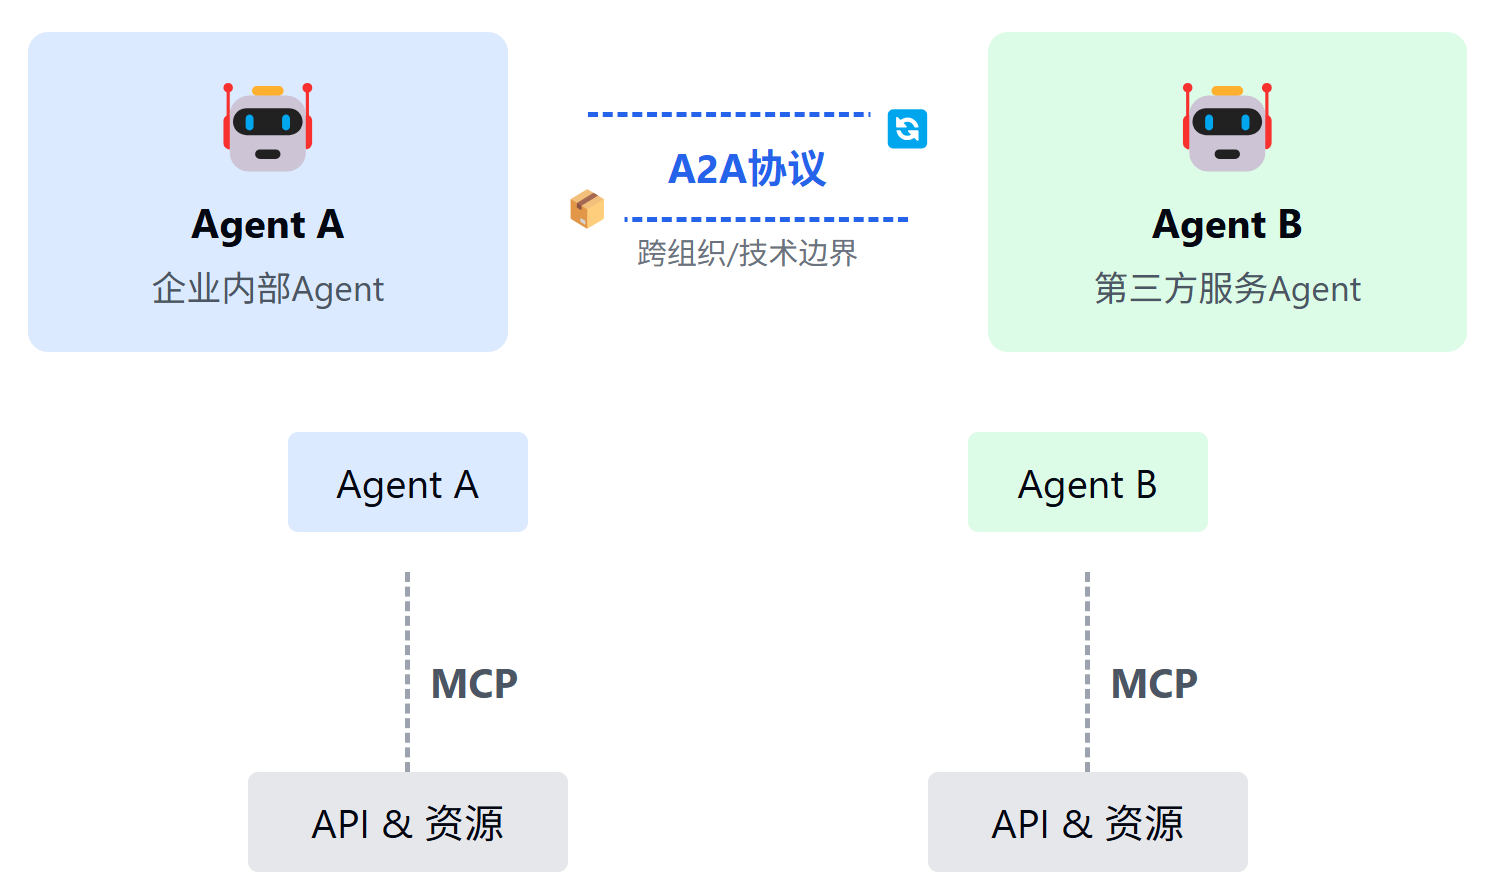 Agent A
企业内部Agent
A2A协议
跨组织/技术边界
Agent B
第三方服务Agent
Agent A
Agent B
MCP
MCP
API & 资源
API & 资源